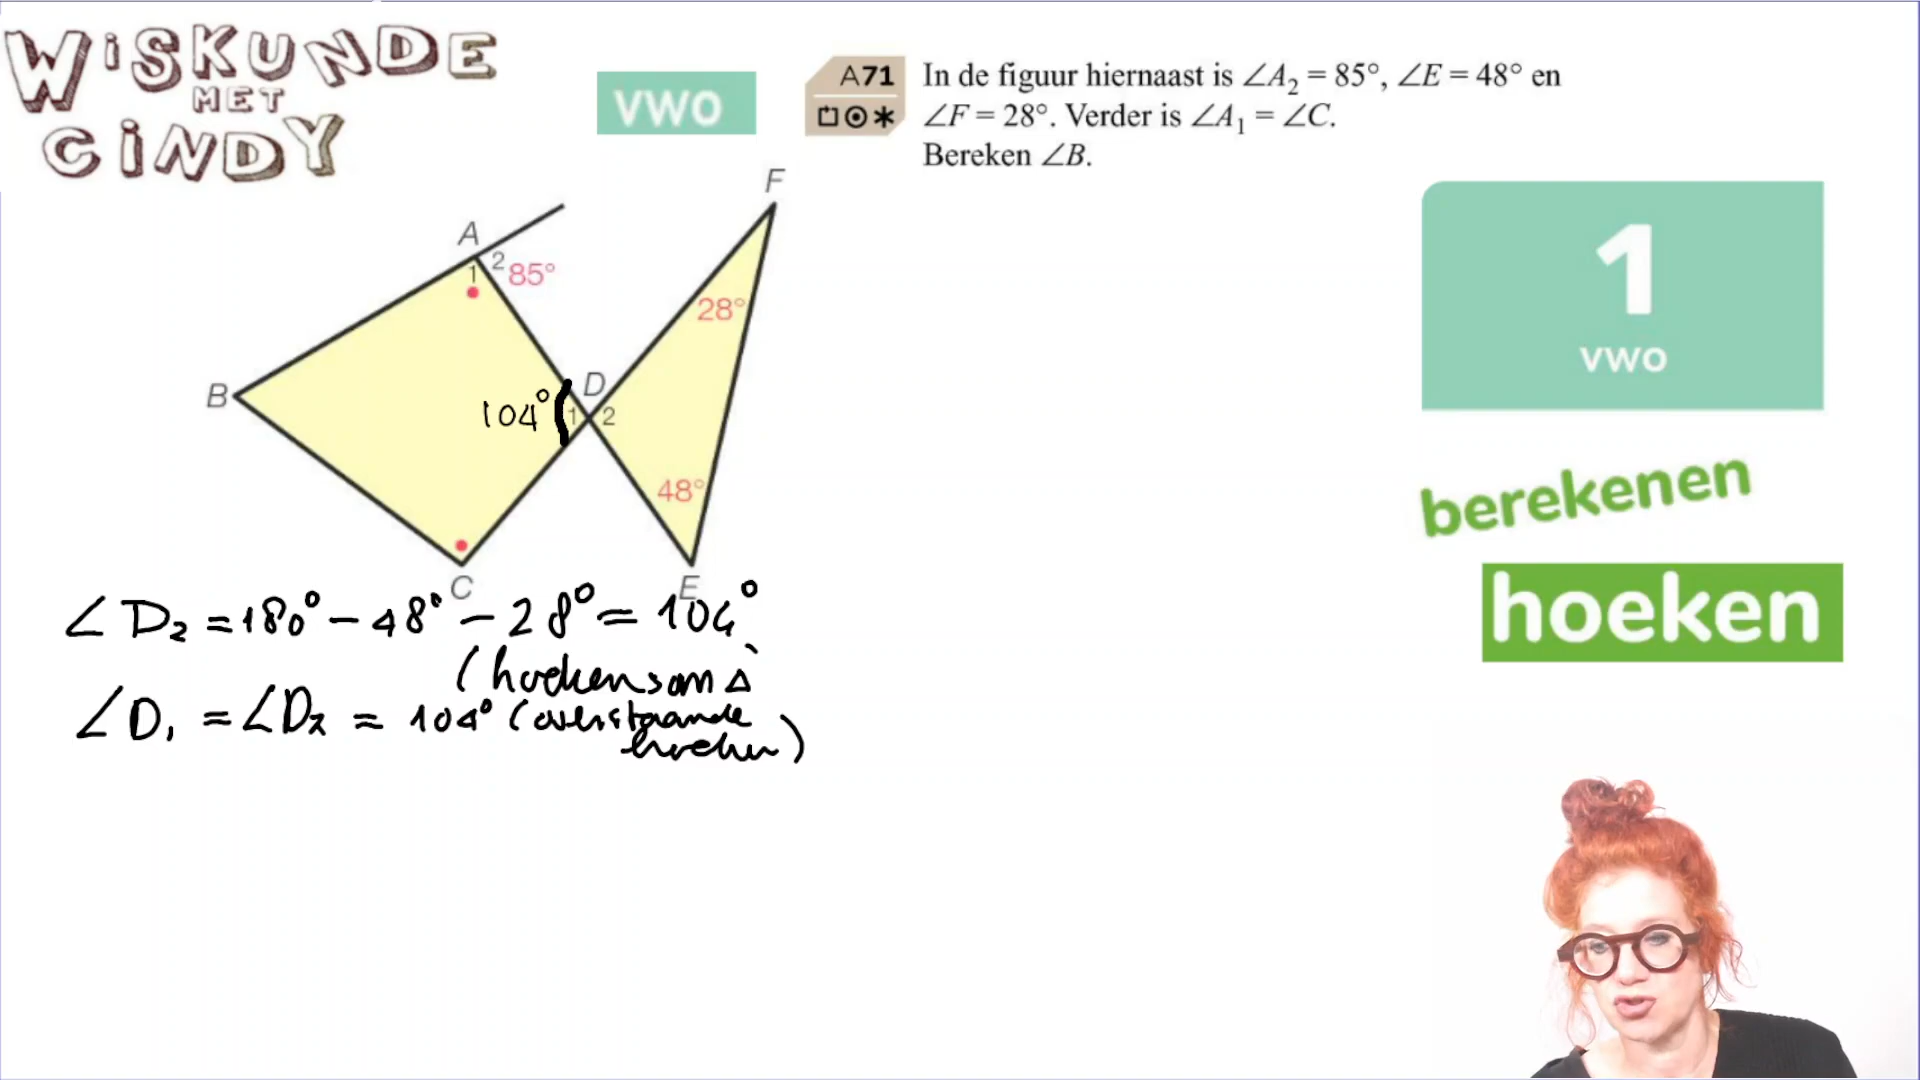 WiSKUNDE
MET
CiNDY
vwo
A71
In de figuur hiernaast is ∠A₂ = 85°, ∠E = 48° en
∠F = 28°. Verder is ∠A₁ = ∠C.
Bereken ∠B.
F
A
1
2
85°
28°
B
104°
D
1
2
48°
C
E
∠D₂ = 180° − 48° − 28° = 104°
(hoekensom Δ
∠D₁ = ∠D₂ = 104° (overstaande
hoeken)
1
vwo
berekenen
hoeken